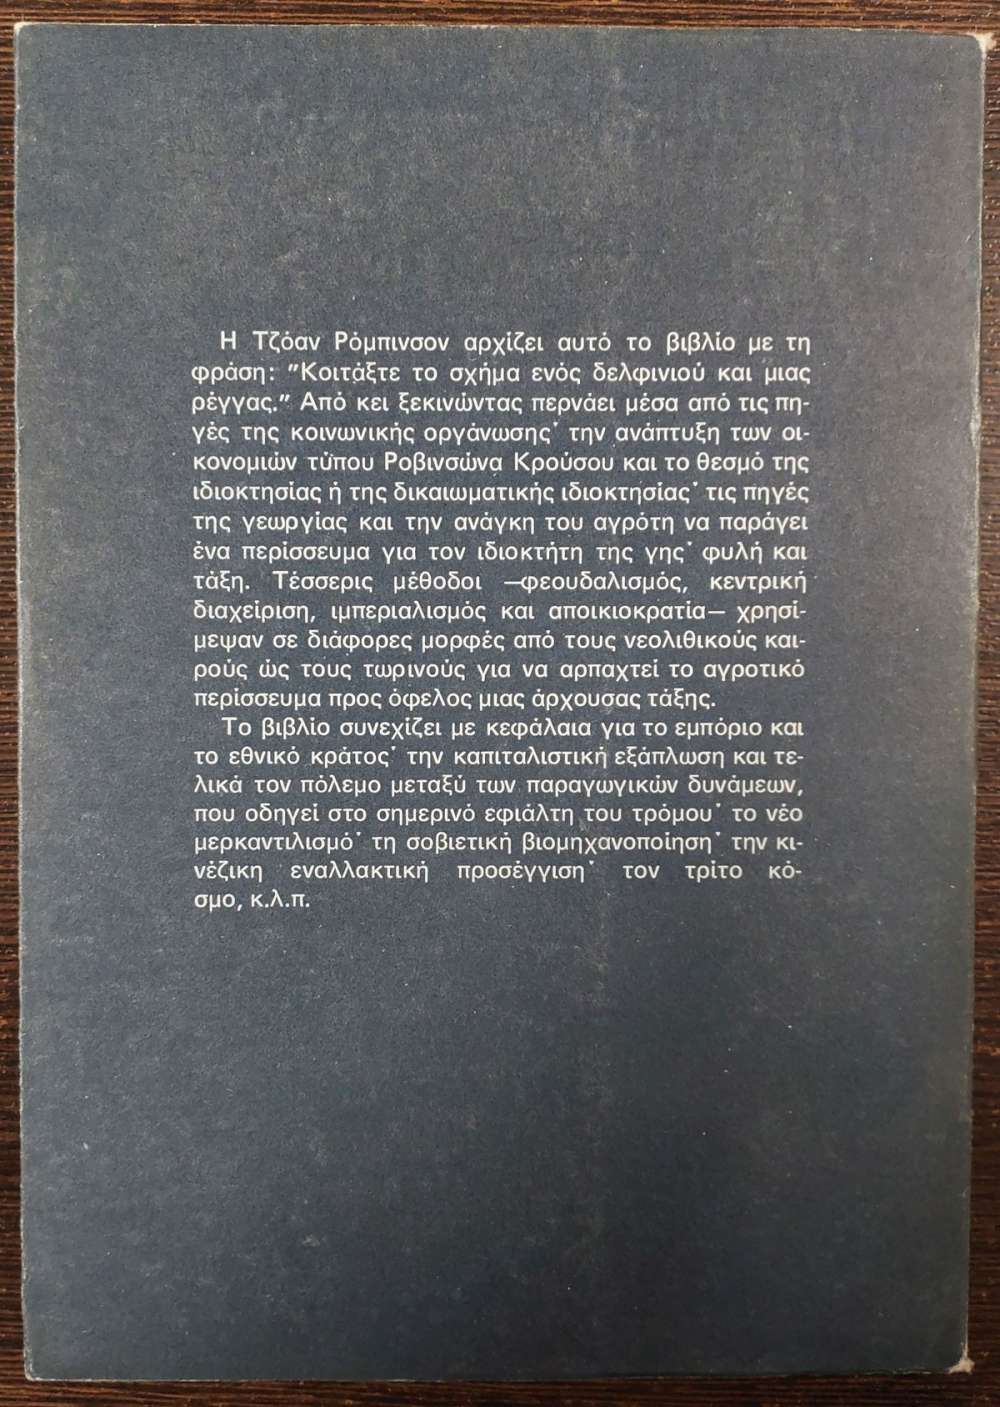 Η Τζόαν Ρόμπινσον αρχίζει αυτό το βιβλίο με τη
φράση: "Κοιτάξτε το σχήμα ενός δελφινιού και μιας
ρέγγας." Από κει ξεκινώντας περνάει μέσα από τις πη-
γές της κοινωνικής οργάνωσης· την ανάπτυξη των οι-
κονομιών τύπου Ροβινσώνα Κρούσου και το θεσμό της
ιδιοκτησίας ή της δικαιωματικής ιδιοκτησίας· τις πηγές
της γεωργίας και την ανάγκη του αγρότη να παράγει
ένα περίσσευμα για τον ιδιοκτήτη της γης· φυλή και
τάξη. Τέσσερις μέθοδοι —φεουδαλισμός, κεντρική
διαχείριση, ιμπεριαλισμός και αποικιοκρατία— χρησί-
μεψαν σε διάφορες μορφές από τους νεολιθικούς και-
ρούς ώς τους τωρινούς για να αρπαχτεί το αγροτικό
περίσσευμα προς όφελος μιας άρχουσας τάξης.
Το βιβλίο συνεχίζει με κεφάλαια για το εμπόριο και
το εθνικό κράτος· την καπιταλιστική εξάπλωση και τε-
λικά τον πόλεμο μεταξύ των παραγωγικών δυνάμεων,
που οδηγεί στο σημερινό εφιάλτη του τρόμου· το νέο
μερκαντιλισμό· τη σοβιετική βιομηχανοποίηση· την κι-
νέζικη εναλλακτική προσέγγιση· τον τρίτο κό-
σμο, κ.λ.π.